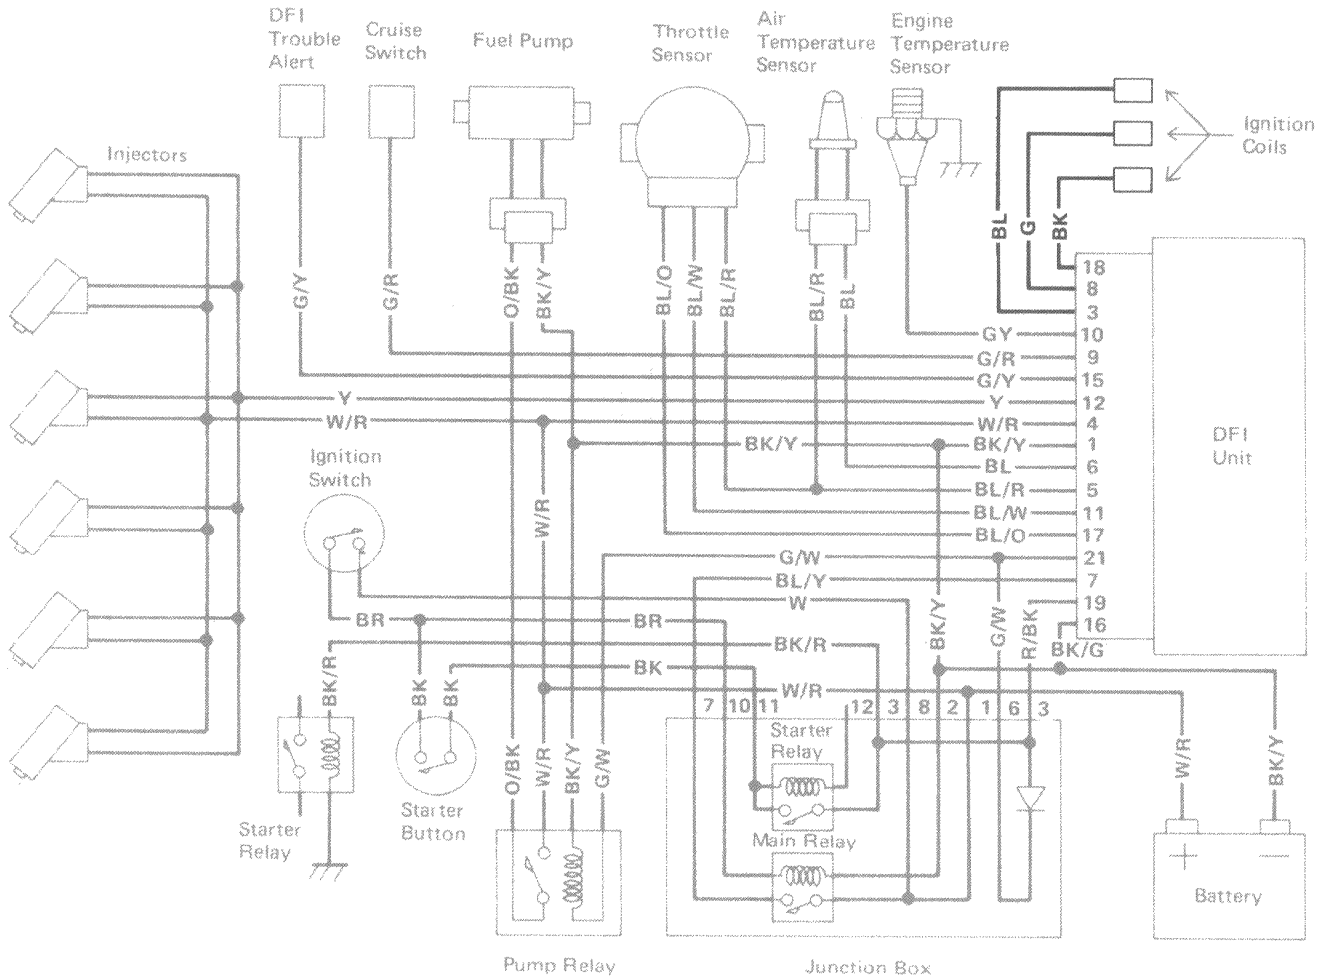 DFI
Trouble
Alert
Cruise
Switch
Fuel Pump
Throttle
Sensor
Air
Temperature
Sensor
Engine
Temperature
Sensor
Ignition
Coils
Injectors
BL
G
BK
G/Y
G/R
O/BK
BK/Y
BL/O
BL/W
BL/R
BL/R
BL
18
8
3
GY
10
G/R
9
G/Y
15
Y
Y
12
W/R
W/R
4
BK/Y
BK/Y
1
BL
6
BL/R
5
BL/W
11
BL/O
17
G/W
21
BL/Y
7
W
19
BR
BR
16
DFI
Unit
Ignition
Switch
W/R
BK/Y
G/W
R/BK
BK/G
BK/R
BK
BK/R
BK
BK
W/R
7
10
11
12
3
8
2
1
6
3
Starter
Relay
O/BK
W/R
BK/Y
G/W
W/R
BK/Y
Starter
Relay
Starter
Button
Main Relay
Battery
Pump Relay
Junction Box